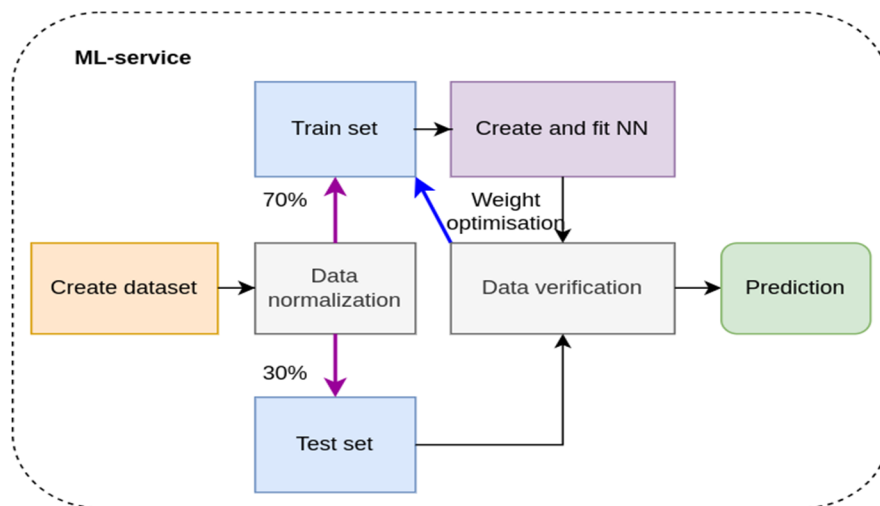 ML-service
Train set
Create and fit NN
70%
Weight
optimisation
Create dataset
Data
normalization
Data verification
Prediction
30%
Test set